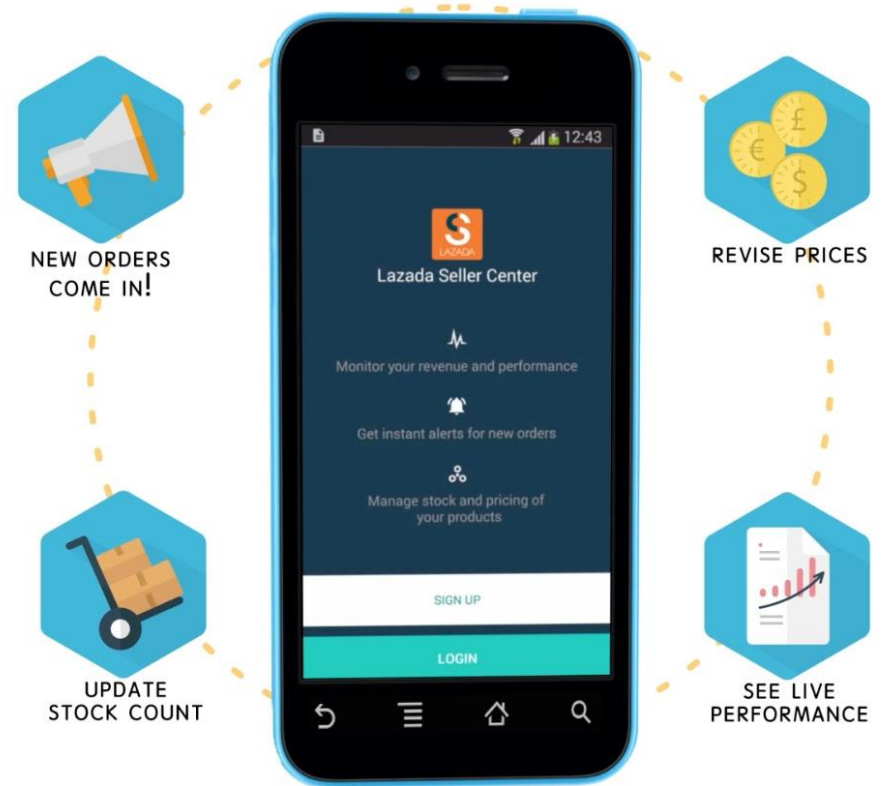 12:43
NEW ORDERS
COME IN!
REVISE PRICES
LAZADA
Lazada Seller Center
Monitor your revenue and performance
Get instant alerts for new orders
Manage stock and pricing of
your products
SIGN UP
LOGIN
UPDATE
STOCK COUNT
SEE LIVE
PERFORMANCE